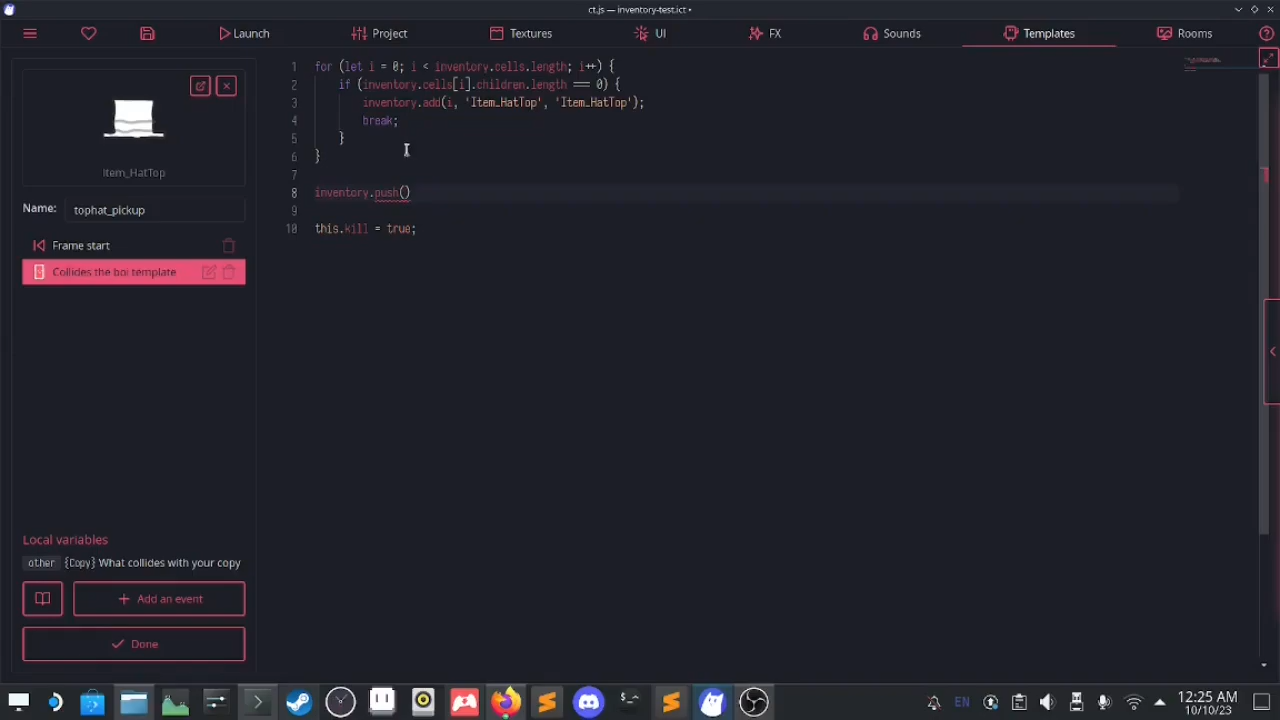 ct.js — inventory-test.ict •
Launch
Project
Textures
UI
FX
Sounds
Templates
Rooms
Item_HatTop
Name: tophat_pickup
Frame start
Collides the boi template
1 for (let i = 0; i < inventory.cells.length; i++) {
2 if (inventory.cells[i].children.length === 0) {
3 inventory.add(i, 'Item_HatTop', 'Item_HatTop');
4 break;
5 }
6 }
7
8 inventory.push()
9
10 this.kill = true;
Local variables
other {Copy} What collides with your copy
+ Add an event
Done
EN
12:25 AM
10/10/23